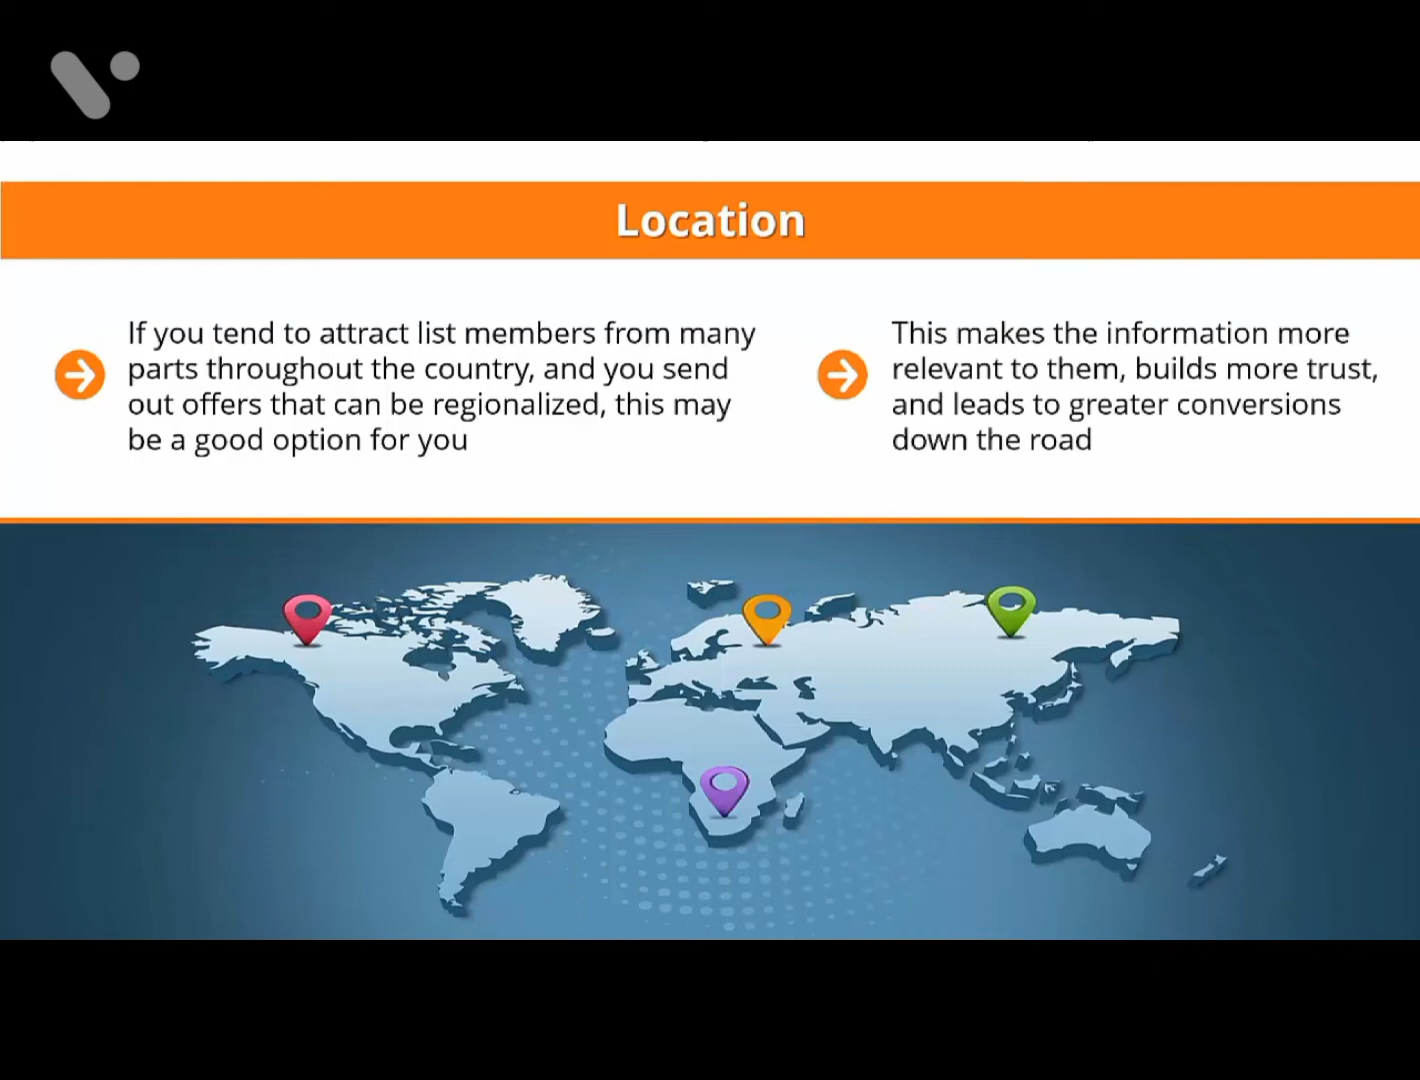 Location
If you tend to attract list members from many
parts throughout the country, and you send
out offers that can be regionalized, this may
be a good option for you
This makes the information more
relevant to them, builds more trust,
and leads to greater conversions
down the road